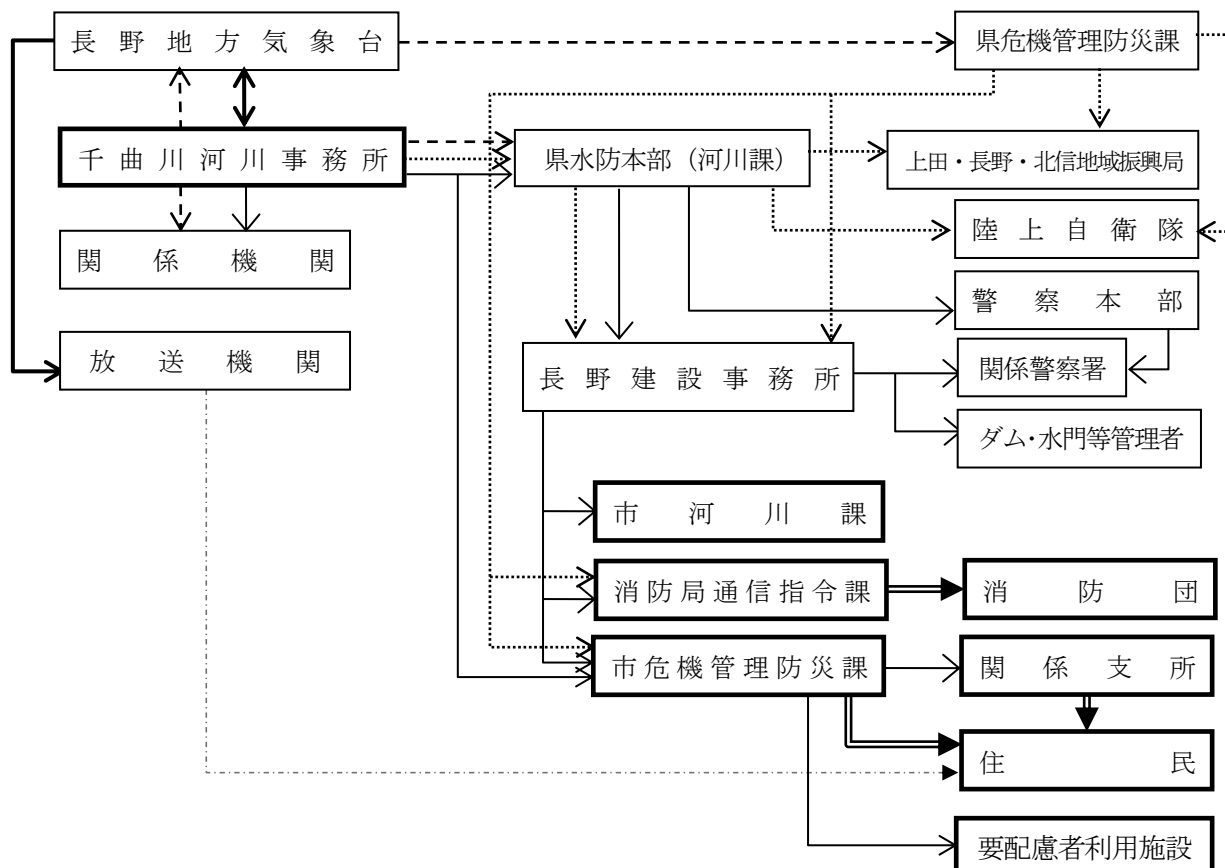 長野地方気象台
県危機管理防災課
千曲川河川事務所
県水防本部（河川課）
上田・長野・北信地域振興局
関係機関
陸上自衛隊
警察本部
放送機関
長野建設事務所
関係警察署
ダム・水門等管理者
市河川課
消防局通信指令課
消防団
市危機管理防災課
関係支所
住民
要配慮者利用施設